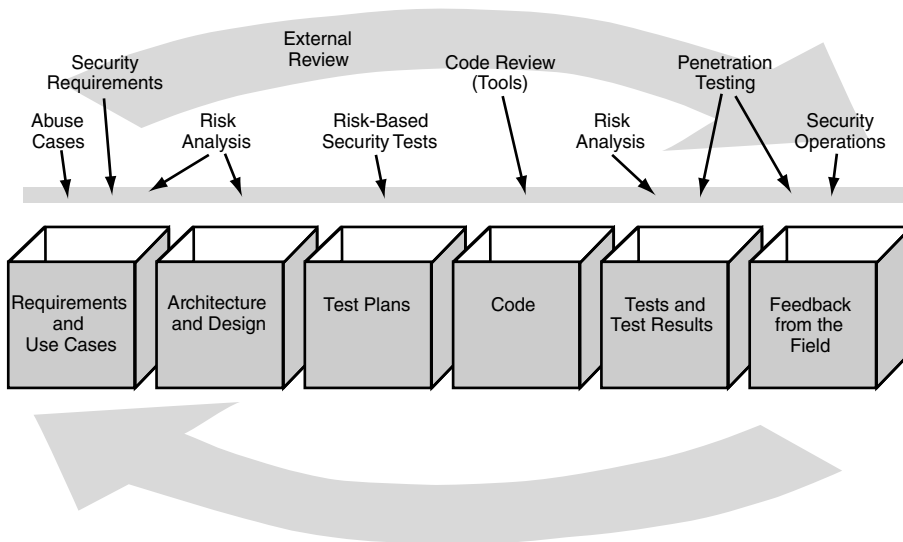 External
Review
Security
Requirements
Code Review
(Tools)
Penetration
Testing
Abuse
Cases
Risk
Analysis
Risk-Based
Security Tests
Risk
Analysis
Security
Operations
Requirements
and
Use Cases
Architecture
and Design
Test Plans
Code
Tests and
Test Results
Feedback
from the
Field